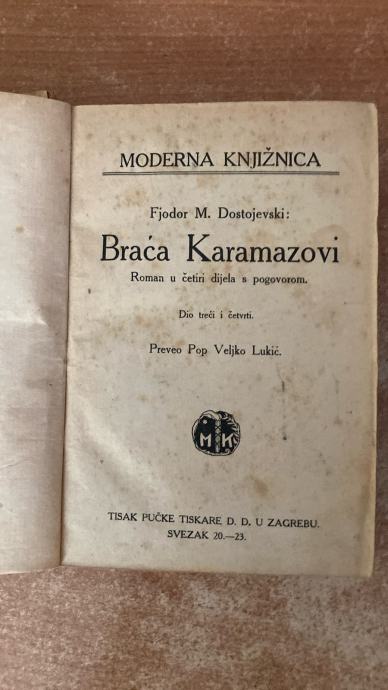 MODERNA KNJIŽNICA
Fjodor M. Dostojevski:
Braća Karamazovi
Roman u četiri dijela s pogovorom.
Dio treći i četvrti.
Preveo Pop Veljko Lukić.
M K
TISAK PUČKE TISKARE D. D. U ZAGREBU.
SVEZAK 20.—23.